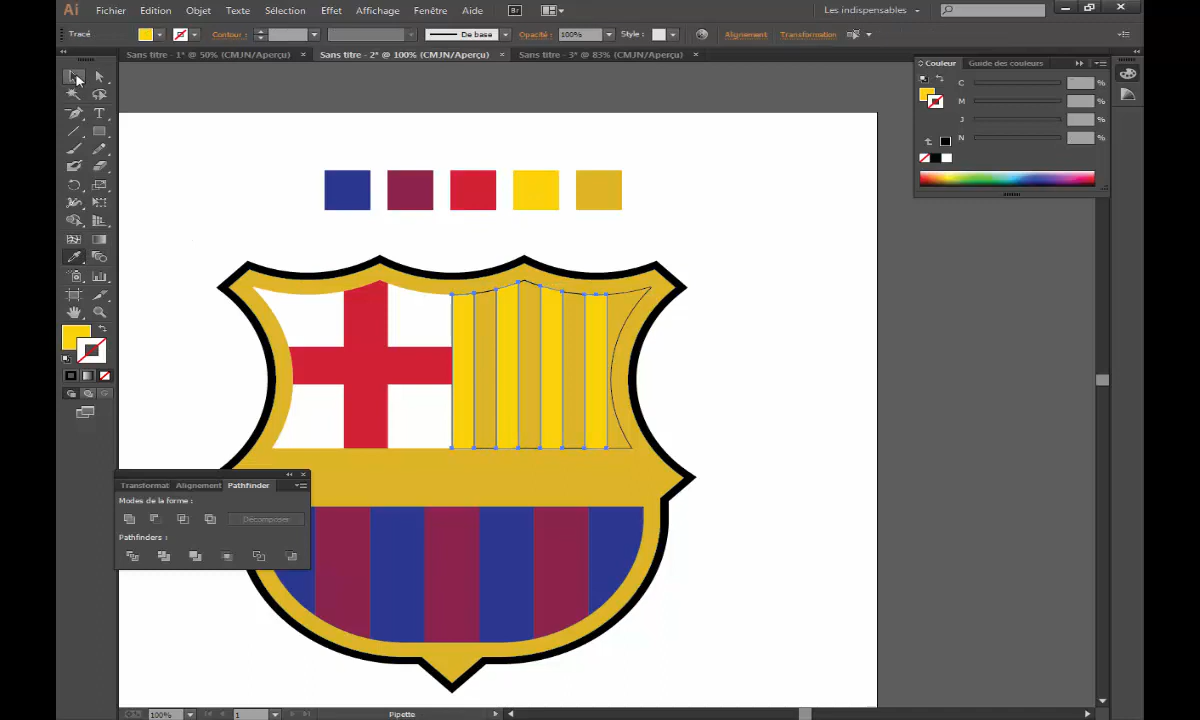 Ai Fichier Edition Objet Texte Sélection Effet Affichage Fenêtre Aide Br Les indispensables
Tracé Contour : De base Opacité : 100% Style : Alignement Transformation
Sans titre - 1* @ 50% (CMJN/Aperçu) × Sans titre - 2* @ 100% (CMJN/Aperçu) × Sans titre - 3* @ 83% (CMJN/Aperçu) ×
Couleur Guide des couleurs
C %
M %
J %
N %
T
Transformat Alignement Pathfinder
Modes de la forme :
Décomposer
Pathfinders :
100% 1 Pipette